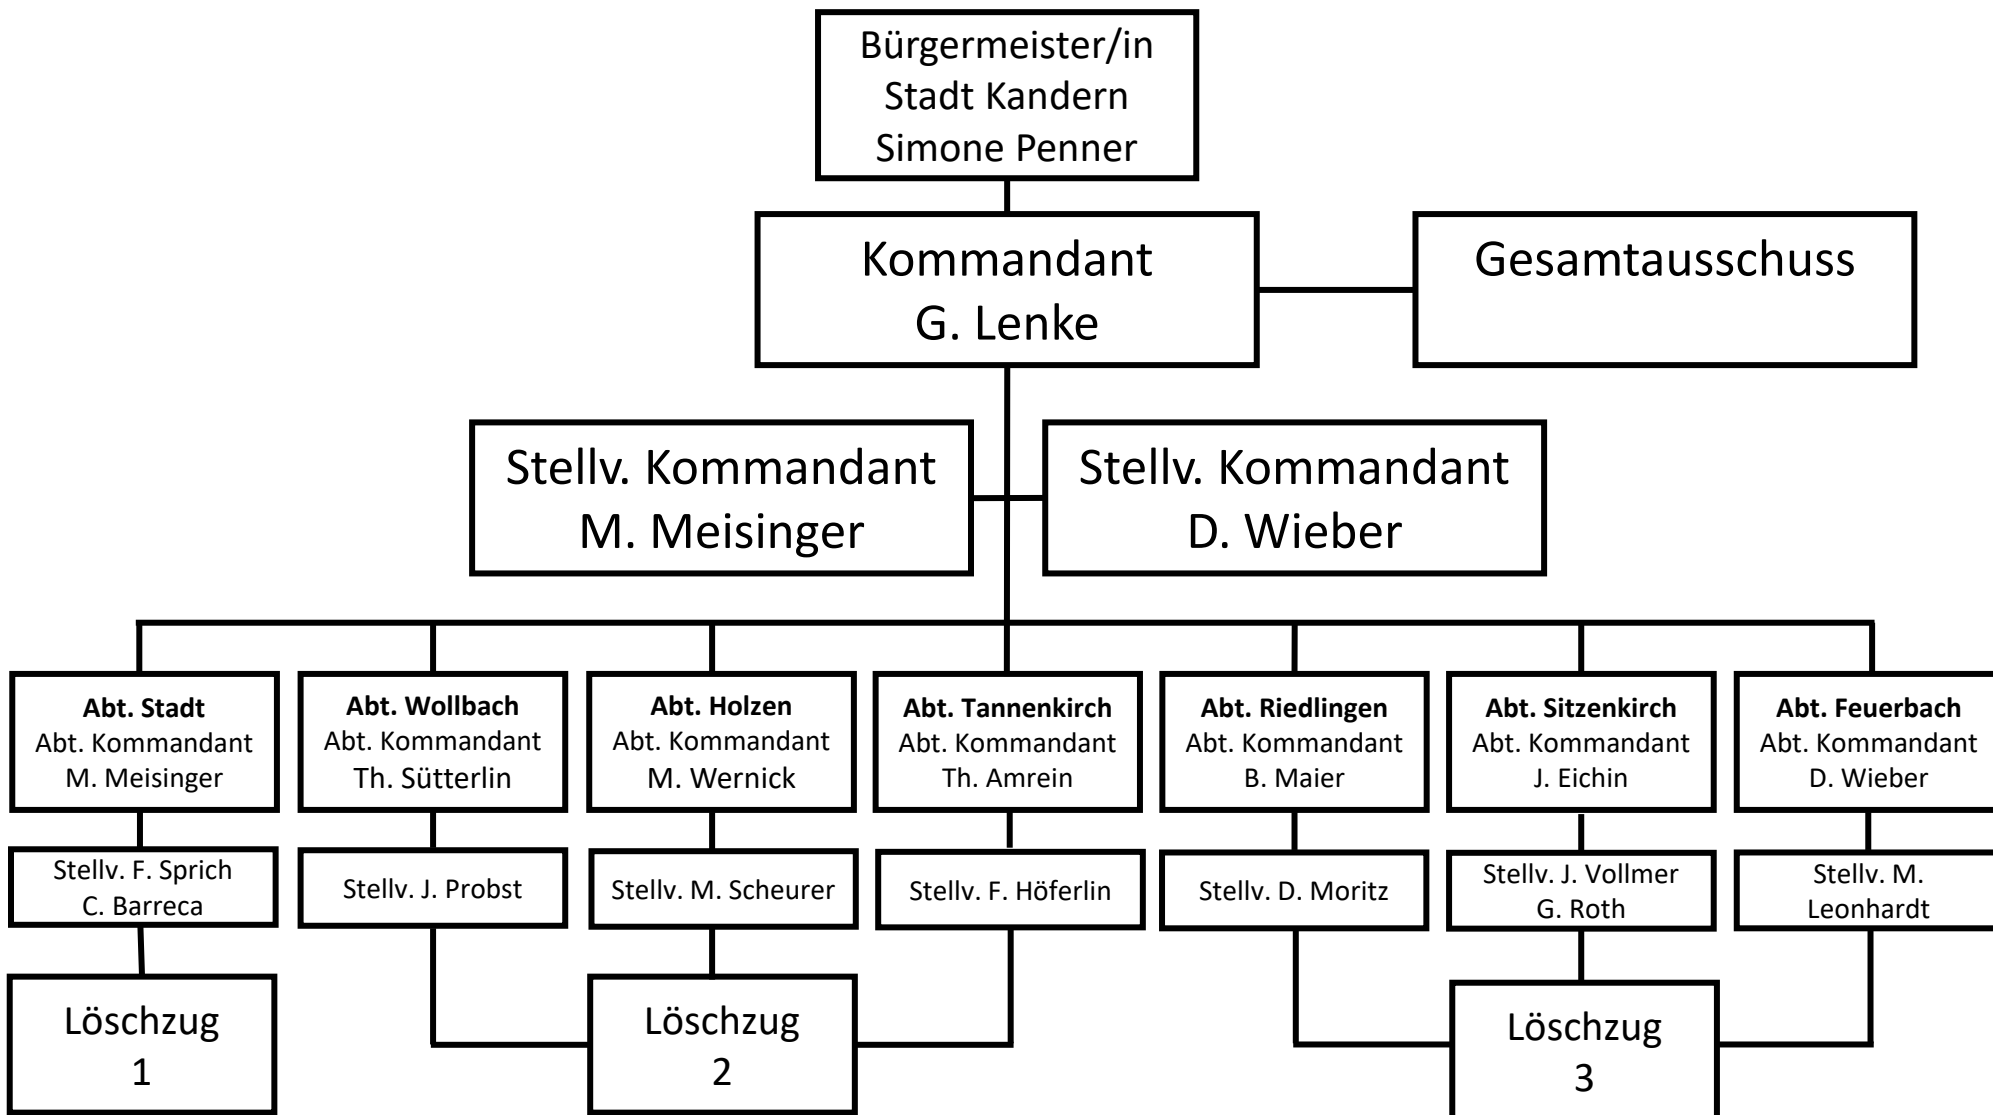 Bürgermeister/in
Stadt Kandern
Simone Penner
Kommandant
G. Lenke
Gesamtausschuss
Stellv. Kommandant
M. Meisinger
Stellv. Kommandant
D. Wieber
Abt. Stadt
Abt. Kommandant
M. Meisinger
Abt. Wollbach
Abt. Kommandant
Th. Sütterlin
Abt. Holzen
Abt. Kommandant
M. Wernick
Abt. Tannenkirch
Abt. Kommandant
Th. Amrein
Abt. Riedlingen
Abt. Kommandant
B. Maier
Abt. Sitzenkirch
Abt. Kommandant
J. Eichin
Abt. Feuerbach
Abt. Kommandant
D. Wieber
Stellv. F. Sprich
C. Barreca
Stellv. J. Probst
Stellv. M. Scheurer
Stellv. F. Höferlin
Stellv. D. Moritz
Stellv. J. Vollmer
G. Roth
Stellv. M.
Leonhardt
Löschzug
1
Löschzug
2
Löschzug
3